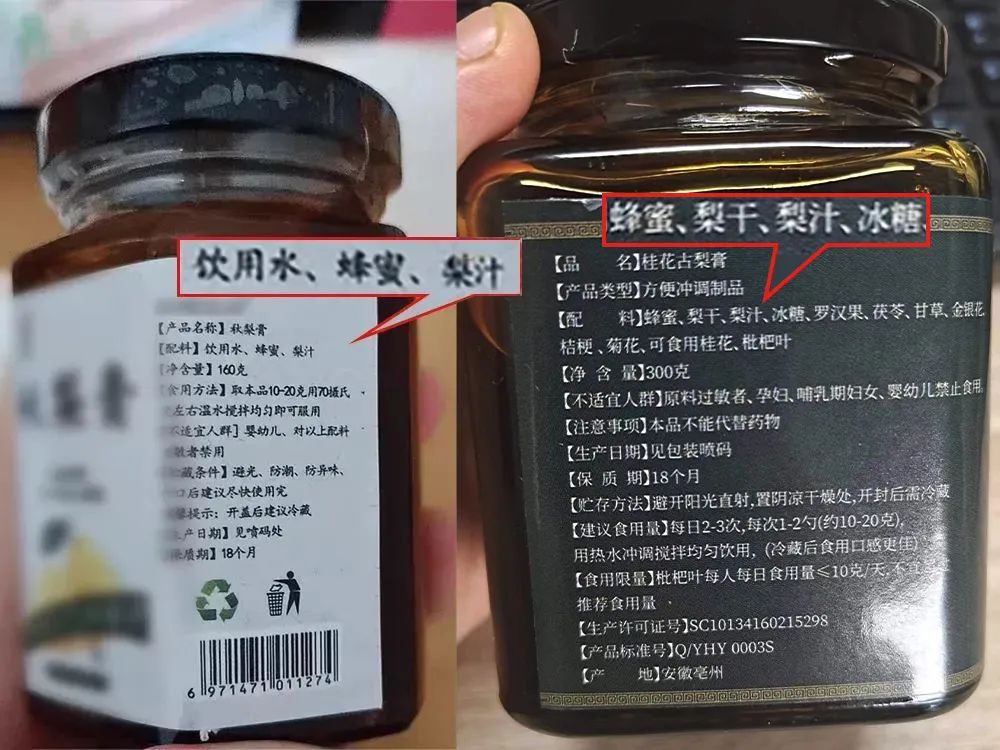 饮用水、蜂蜜、梨汁
【产品名称】秋梨膏
【配料】饮用水、蜂蜜、梨汁
【净含量】160克
【食用方法】取本品10-20克用70摄氏
左右温水搅拌均匀即可服用
不适宜人群】婴幼儿、对以上配料
敏者禁用
贮藏条件】避光、防潮、防异味、
口后建议尽快使用完
提示：开盖后建议冷藏
生产日期】见喷码处
保质期】18个月
6 971471 011274
蜂蜜、梨干、梨汁、冰糖、
【品 名】桂花古梨膏
【产品类型】方便冲调制品
【配 料】蜂蜜、梨干、梨汁、冰糖、罗汉果、茯苓、甘草、金银花、
桔梗、菊花、可食用桂花、枇杷叶
【净 含 量】300克
【不适宜人群】原料过敏者、孕妇、哺乳期妇女、婴幼儿禁止食用。
【注意事项】本品不能代替药物
【生产日期】见包装喷码
【保 质 期】18个月
【贮存方法】避开阳光直射,置阴凉干燥处,开封后需冷藏
【建议食用量】每日2-3次,每次1-2勺(约10-20克),
用热水冲调搅拌均匀饮用,(冷藏后食用口感更佳)
【食用限量】枇杷叶每人每日食用量≤10克/天,不宜
推荐食用量
【生产许可证号】SC10134160215298
【产品标准号】Q/YHY 0003S
【产 地】安徽亳州